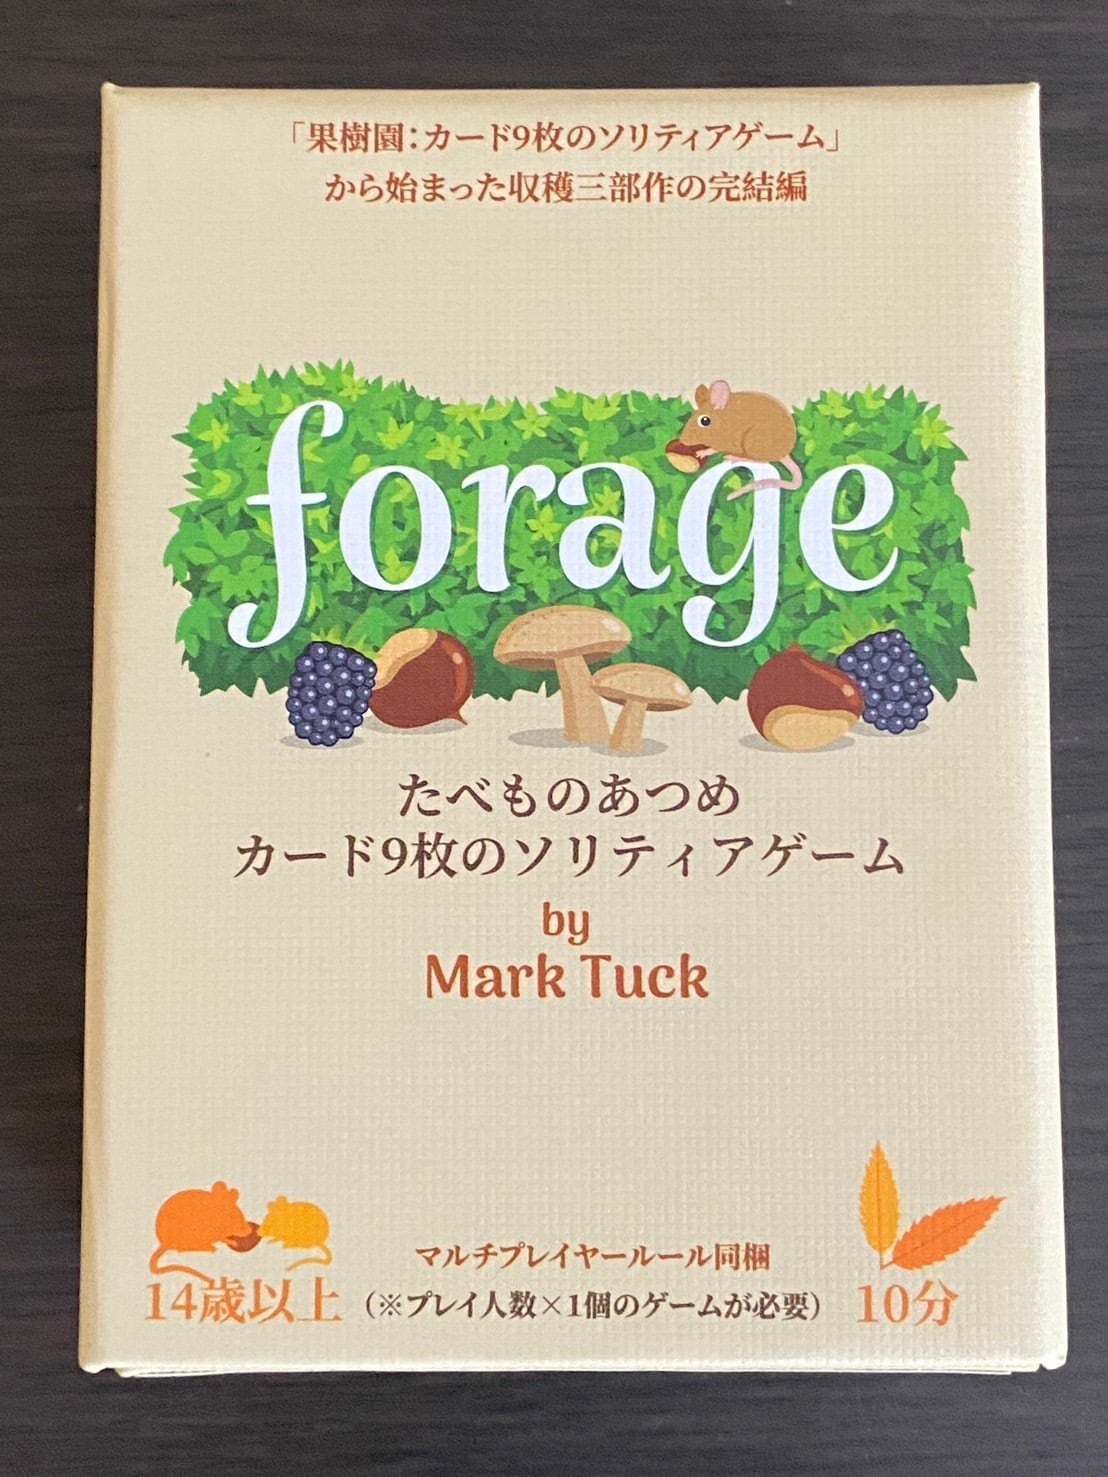 「果樹園：カード9枚のソリティアゲーム」
から始まった収穫三部作の完結編
forage
たべものあつめ
カード9枚のソリティアゲーム
by
Mark Tuck
マルチプレイヤールール同梱
14歳以上
（※プレイ人数×1個のゲームが必要）
10分